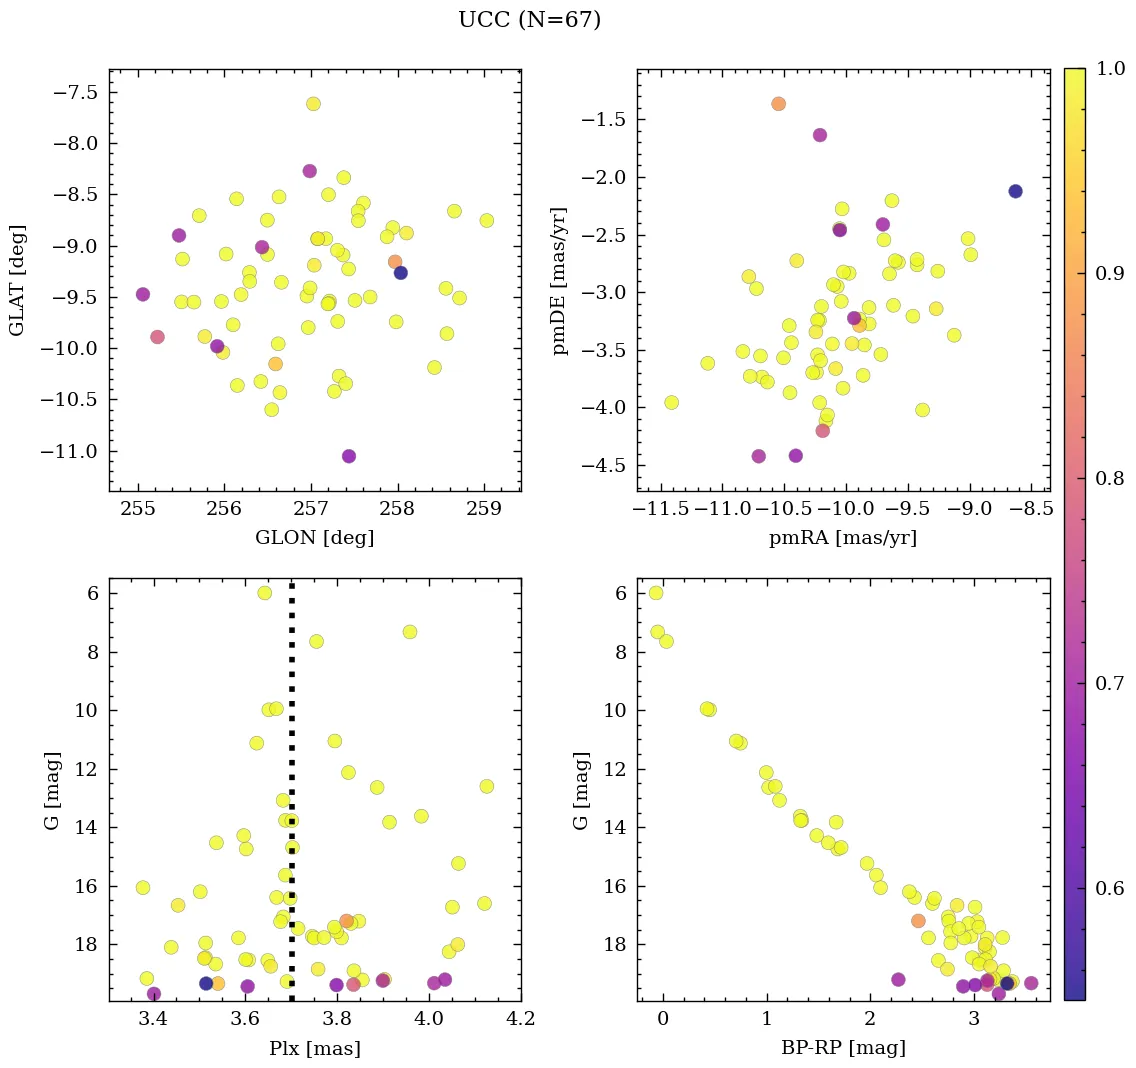 UCC (N=67)
−7.5
−8.0
−8.5
−9.0
−9.5
−10.0
−10.5
−11.0
GLAT [deg]
255 256 257 258 259
GLON [deg]
−1.5
−2.0
−2.5
−3.0
−3.5
−4.0
−4.5
pmDE [mas/yr]
−11.5 −11.0 −10.5 −10.0 −9.5 −9.0 −8.5
pmRA [mas/yr]
6
8
10
12
14
16
18
G [mag]
3.4 3.6 3.8 4.0 4.2
Plx [mas]
6
8
10
12
14
16
18
G [mag]
0 1 2 3
BP-RP [mag]
1.0
0.9
0.8
0.7
0.6